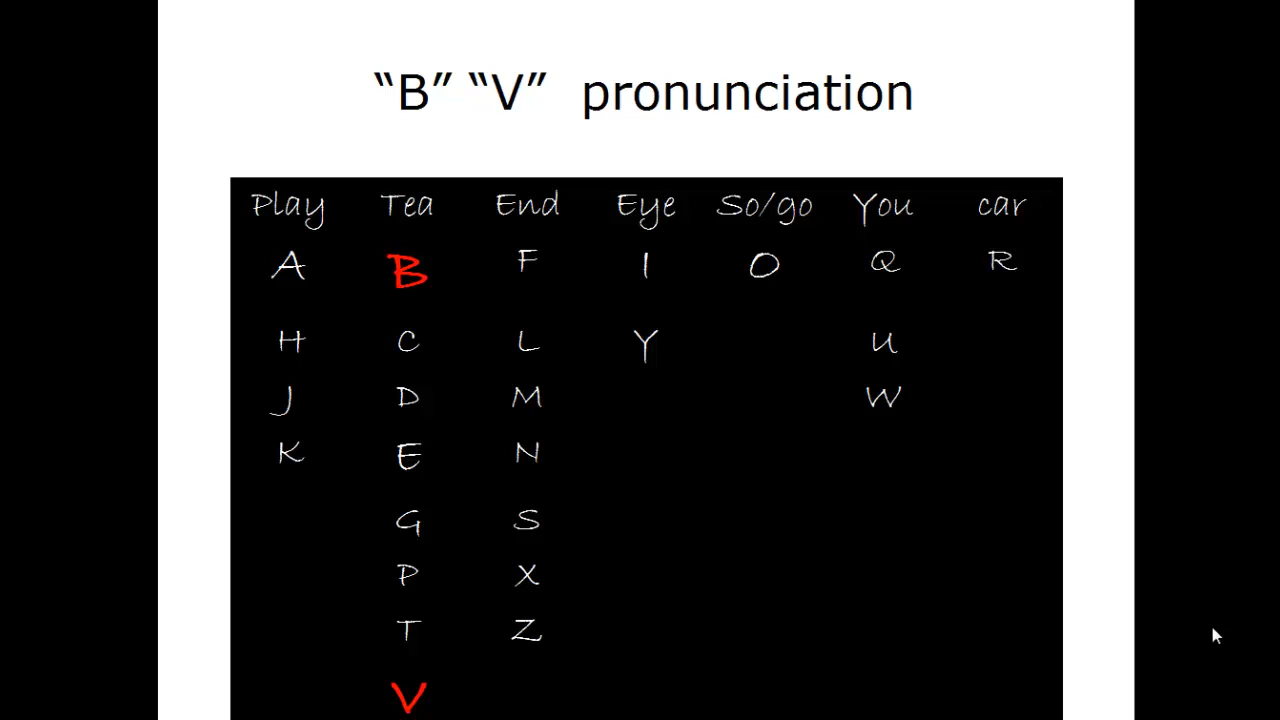 “B” “V” pronunciation
Play Tea End Eye So/go You car
A B F I O Q R
H C L Y U
J D M W
K E N
G S
P X
T Z
V